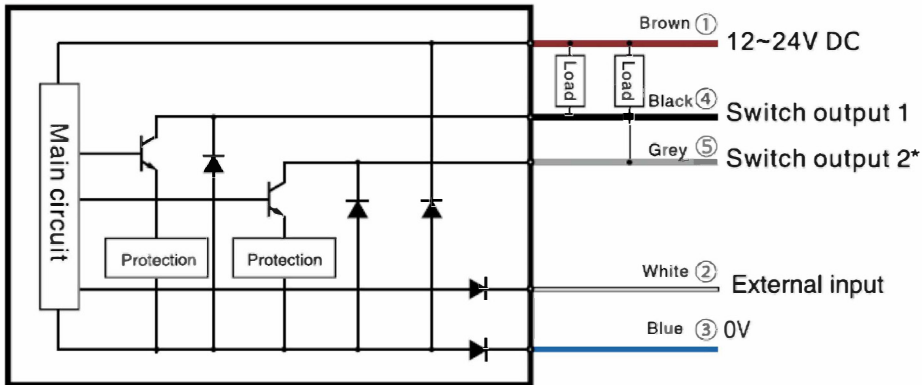 Brown ① 12~24V DC
Load
Load
Black ④ Switch output 1
Grey ⑤ Switch output 2*
Main circuit
Protection
Protection
White ② External input
Blue ③ 0V